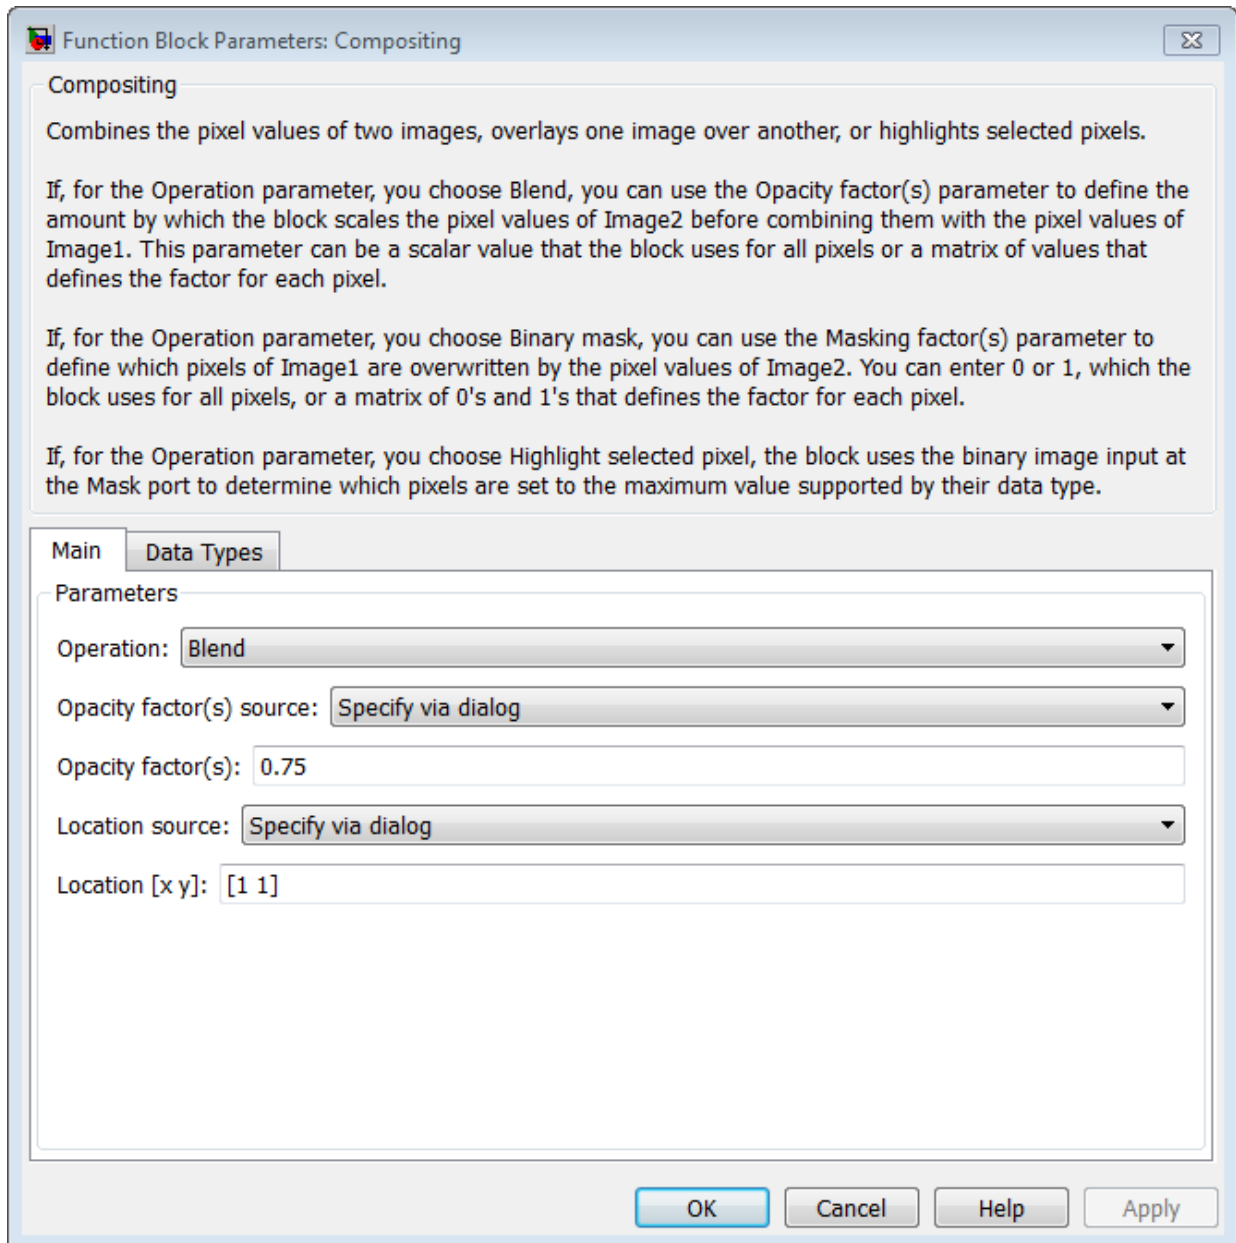 Function Block Parameters: Compositing
Compositing
Combines the pixel values of two images, overlays one image over another, or highlights selected pixels.
If, for the Operation parameter, you choose Blend, you can use the Opacity factor(s) parameter to define the
amount by which the block scales the pixel values of Image2 before combining them with the pixel values of
Image1. This parameter can be a scalar value that the block uses for all pixels or a matrix of values that
defines the factor for each pixel.
If, for the Operation parameter, you choose Binary mask, you can use the Masking factor(s) parameter to
define which pixels of Image1 are overwritten by the pixel values of Image2. You can enter 0 or 1, which the
block uses for all pixels, or a matrix of 0's and 1's that defines the factor for each pixel.
If, for the Operation parameter, you choose Highlight selected pixel, the block uses the binary image input at
the Mask port to determine which pixels are set to the maximum value supported by their data type.
Main Data Types
Parameters
Operation: Blend
Opacity factor(s) source: Specify via dialog
Opacity factor(s): 0.75
Location source: Specify via dialog
Location [x y]: [1 1]
OK Cancel Help Apply